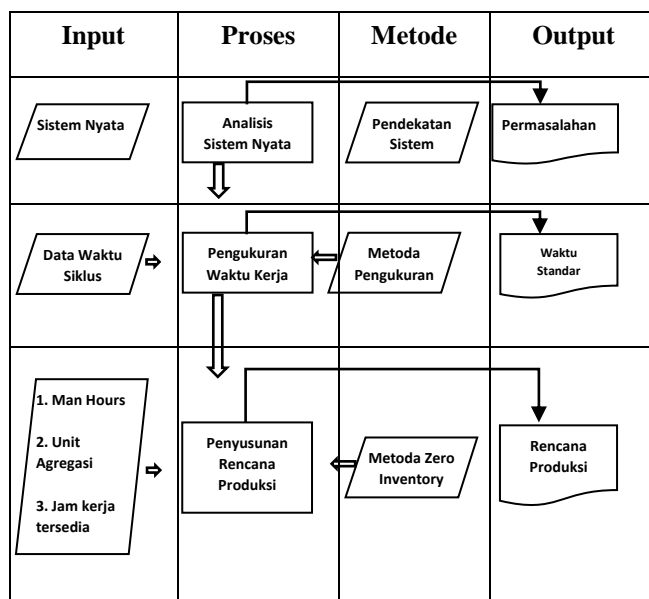 Input
Proses
Metode
Output
Sistem Nyata
Analisis
Sistem Nyata
Pendekatan
Sistem
Permasalahan
Data Waktu
Siklus
Pengukuran
Waktu Kerja
Metoda
Pengukuran
Waktu
Standar
1. Man Hours
2. Unit
Agregasi
3. Jam kerja
tersedia
Penyusunan
Rencana
Produksi
Metoda Zero
Inventory
Rencana
Produksi